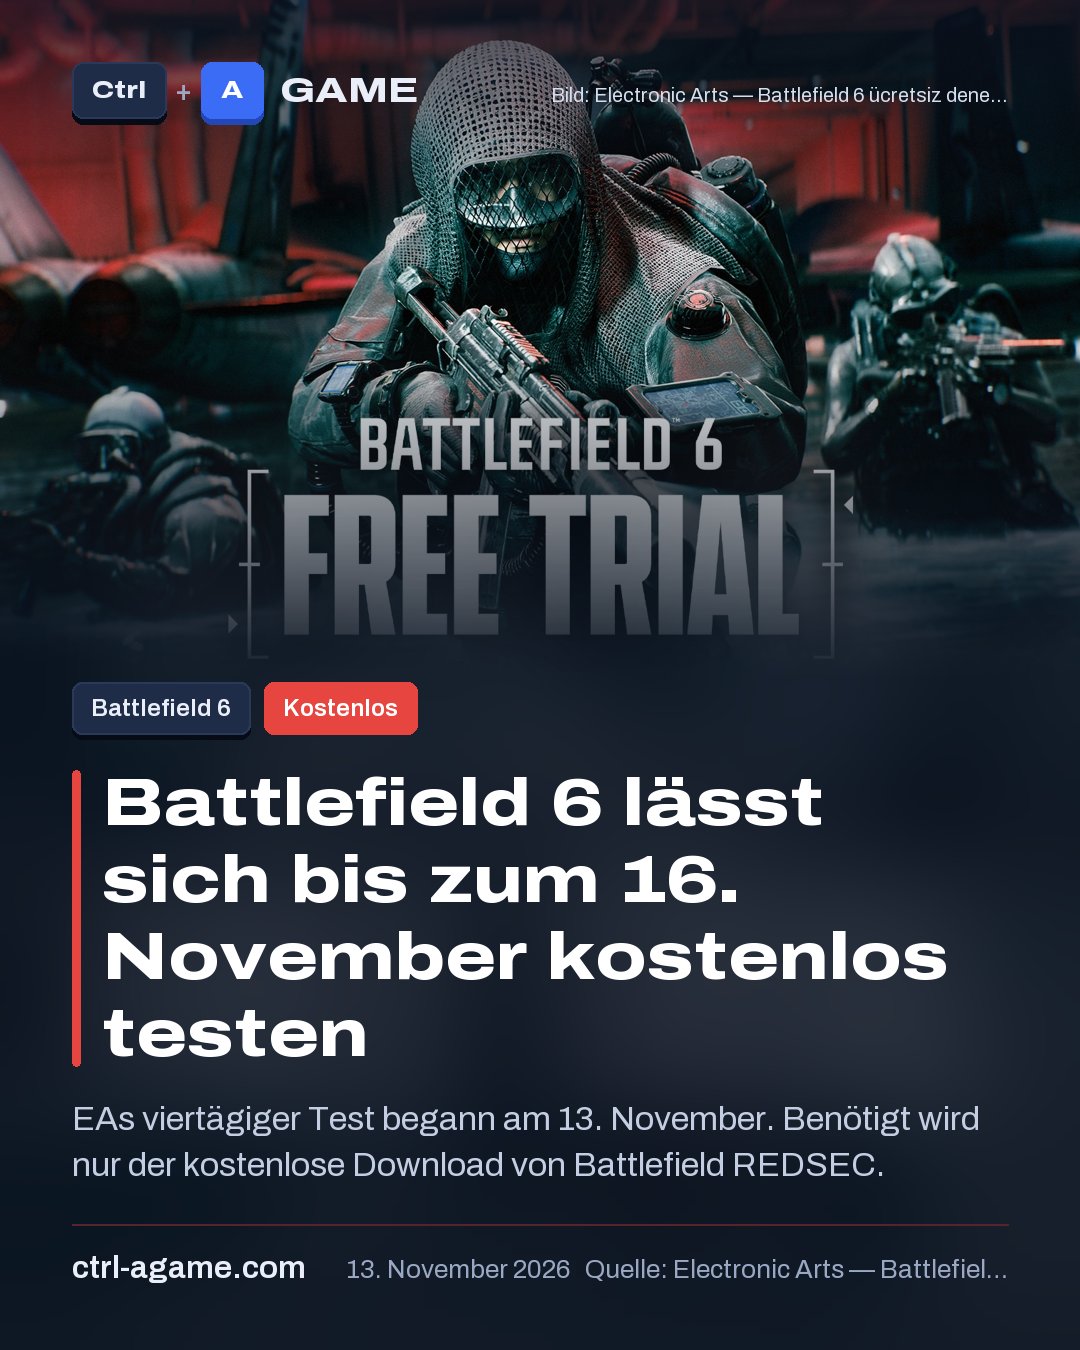 Ctrl + A GAME
Bild: Electronic Arts — Battlefield 6 ücretsiz dene...
BATTLEFIELD™ 6
FREE TRIAL
Battlefield 6
Kostenlos
Battlefield 6 lässt
sich bis zum 16.
November kostenlos
testen
EAs viertägiger Test begann am 13. November. Benötigt wird
nur der kostenlose Download von Battlefield REDSEC.
ctrl-agame.com
13. November 2026 Quelle: Electronic Arts — Battlefiel...